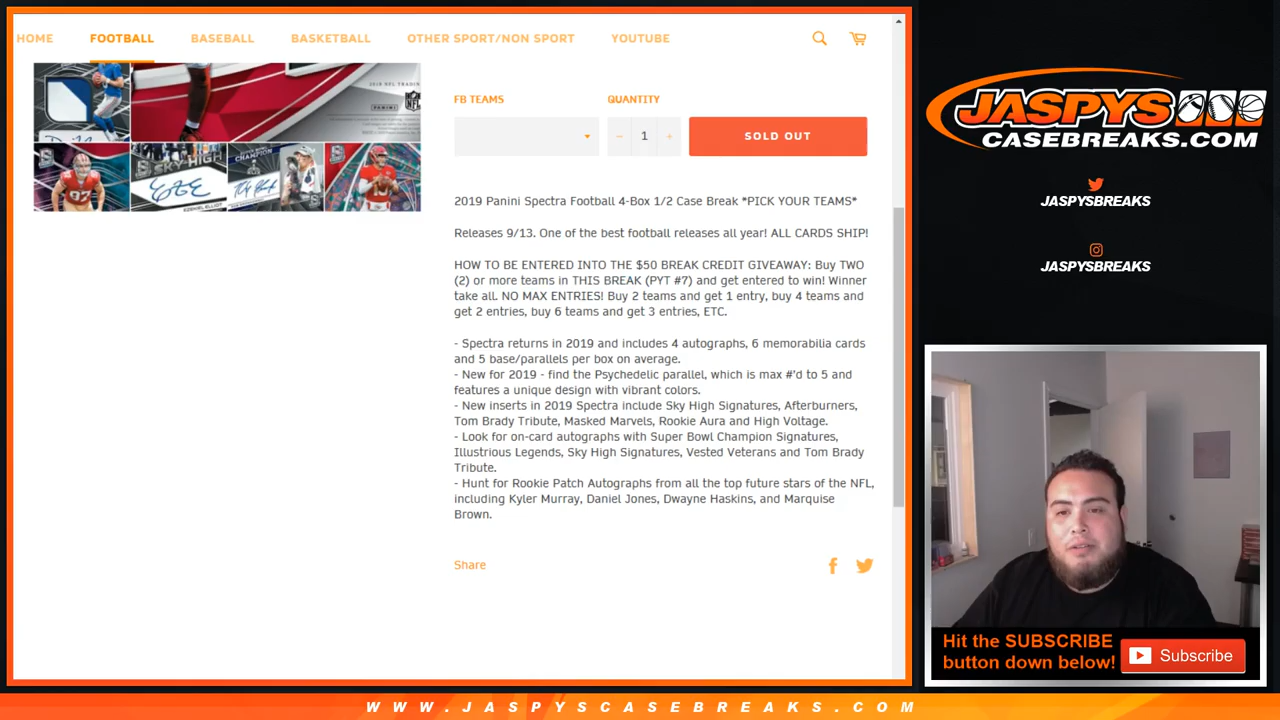 HOME FOOTBALL BASEBALL BASKETBALL OTHER SPORT/NON SPORT YOUTUBE
2019 NFL TRADING
PANINI
NFL
SKY-HIGH
EZEKIEL ELLIOTT
CHAMPION
FB TEAMS
QUANTITY
− 1 +
SOLD OUT
2019 Panini Spectra Football 4-Box 1/2 Case Break *PICK YOUR TEAMS*
Releases 9/13. One of the best football releases all year! ALL CARDS SHIP!
HOW TO BE ENTERED INTO THE $50 BREAK CREDIT GIVEAWAY: Buy TWO
(2) or more teams in THIS BREAK (PYT #7) and get entered to win! Winner
take all. NO MAX ENTRIES! Buy 2 teams and get 1 entry, buy 4 teams and
get 2 entries, buy 6 teams and get 3 entries, ETC.
- Spectra returns in 2019 and includes 4 autographs, 6 memorabilia cards
and 5 base/parallels per box on average.
- New for 2019 - find the Psychedelic parallel, which is max #'d to 5 and
features a unique design with vibrant colors.
- New inserts in 2019 Spectra include Sky High Signatures, Afterburners,
Tom Brady Tribute, Masked Marvels, Rookie Aura and High Voltage.
- Look for on-card autographs with Super Bowl Champion Signatures,
Illustrious Legends, Sky High Signatures, Vested Veterans and Tom Brady
Tribute.
- Hunt for Rookie Patch Autographs from all the top future stars of the NFL,
including Kyler Murray, Daniel Jones, Dwayne Haskins, and Marquise
Brown.
Share
JASPYS
CASEBREAKS.COM
JASPYSBREAKS
JASPYSBREAKS
Hit the SUBSCRIBE
button down below!
Subscribe
WWW.JASPYSCASEBREAKS.COM